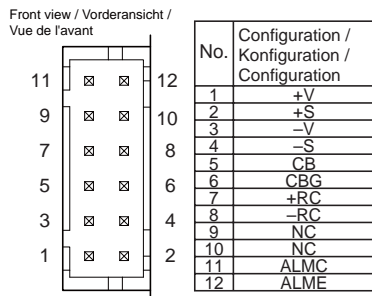 Front view / Vorderansicht /
Vue de l'avant
11 12
9 10
7 8
5 6
3 4
1 2
No. Configuration /
Konfiguration /
Configuration
1 +V
2 +S
3 –V
4 –S
5 CB
6 CBG
7 +RC
8 –RC
9 NC
10 NC
11 ALMC
12 ALME